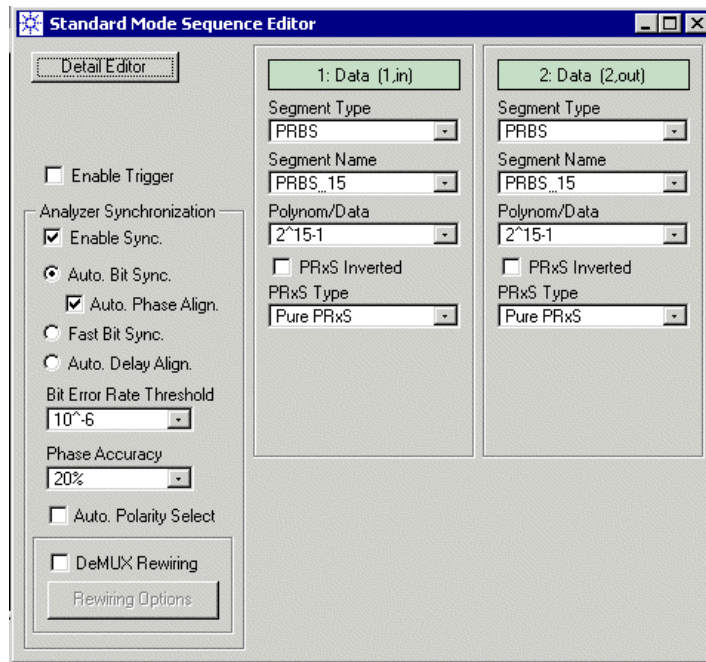 Standard Mode Sequence Editor
Detail Editor
Enable Trigger
Analyzer Synchronization
Enable Sync.
Auto. Bit Sync.
Auto. Phase Align.
Fast Bit Sync.
Auto. Delay Align.
Bit Error Rate Threshold
10^-6
Phase Accuracy
20%
Auto. Polarity Select
DeMUX Rewiring
Rewiring Options
1: Data (1,in)
Segment Type
PRBS
Segment Name
PRBS_15
Polynom/Data
2^15-1
PRxS Inverted
PRxS Type
Pure PRxS
2: Data (2,out)
Segment Type
PRBS
Segment Name
PRBS_15
Polynom/Data
2^15-1
PRxS Inverted
PRxS Type
Pure PRxS